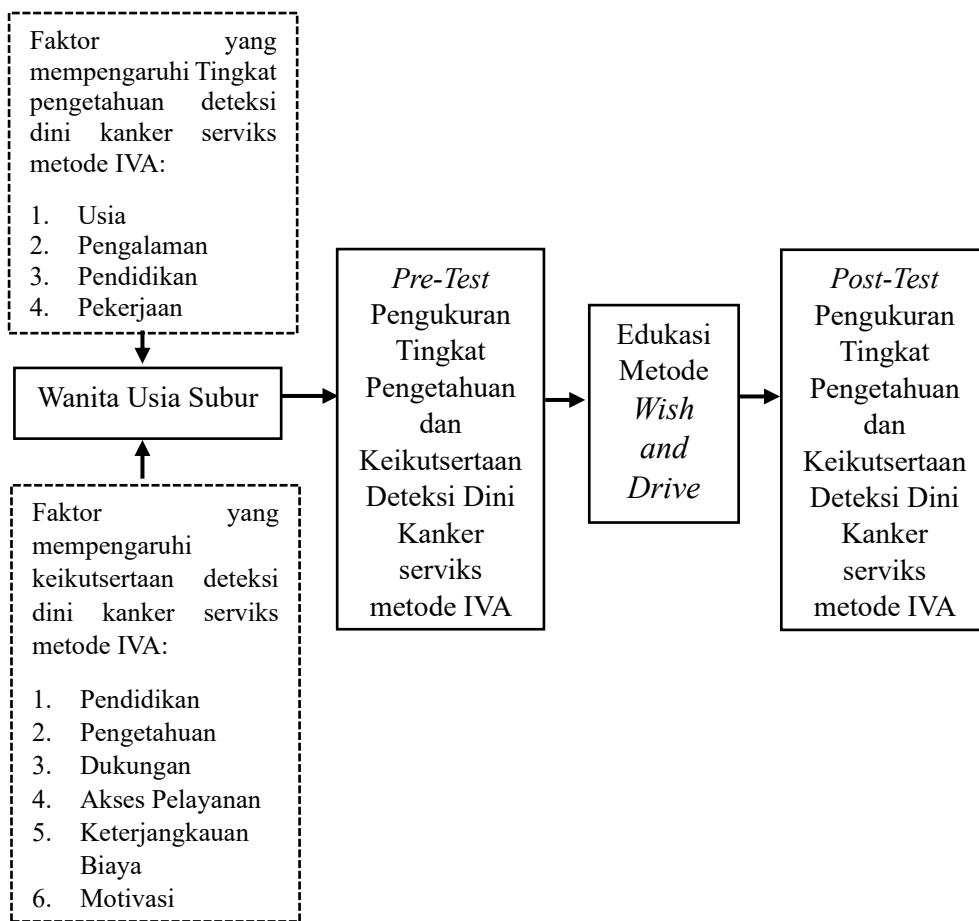 Faktor yang
mempengaruhi Tingkat
pengetahuan deteksi
dini kanker serviks
metode IVA:
1. Usia
2. Pengalaman
3. Pendidikan
4. Pekerjaan
Wanita Usia Subur
Faktor yang
mempengaruhi
keikutsertaan deteksi
dini kanker serviks
metode IVA:
1. Pendidikan
2. Pengetahuan
3. Dukungan
4. Akses Pelayanan
5. Keterjangkauan
Biaya
6. Motivasi
Pre-Test
Pengukuran
Tingkat
Pengetahuan
dan
Keikutsertaan
Deteksi Dini
Kanker
serviks
metode IVA
Edukasi
Metode
Wish
and
Drive
Post-Test
Pengukuran
Tingkat
Pengetahuan
dan
Keikutsertaan
Deteksi Dini
Kanker
serviks
metode IVA